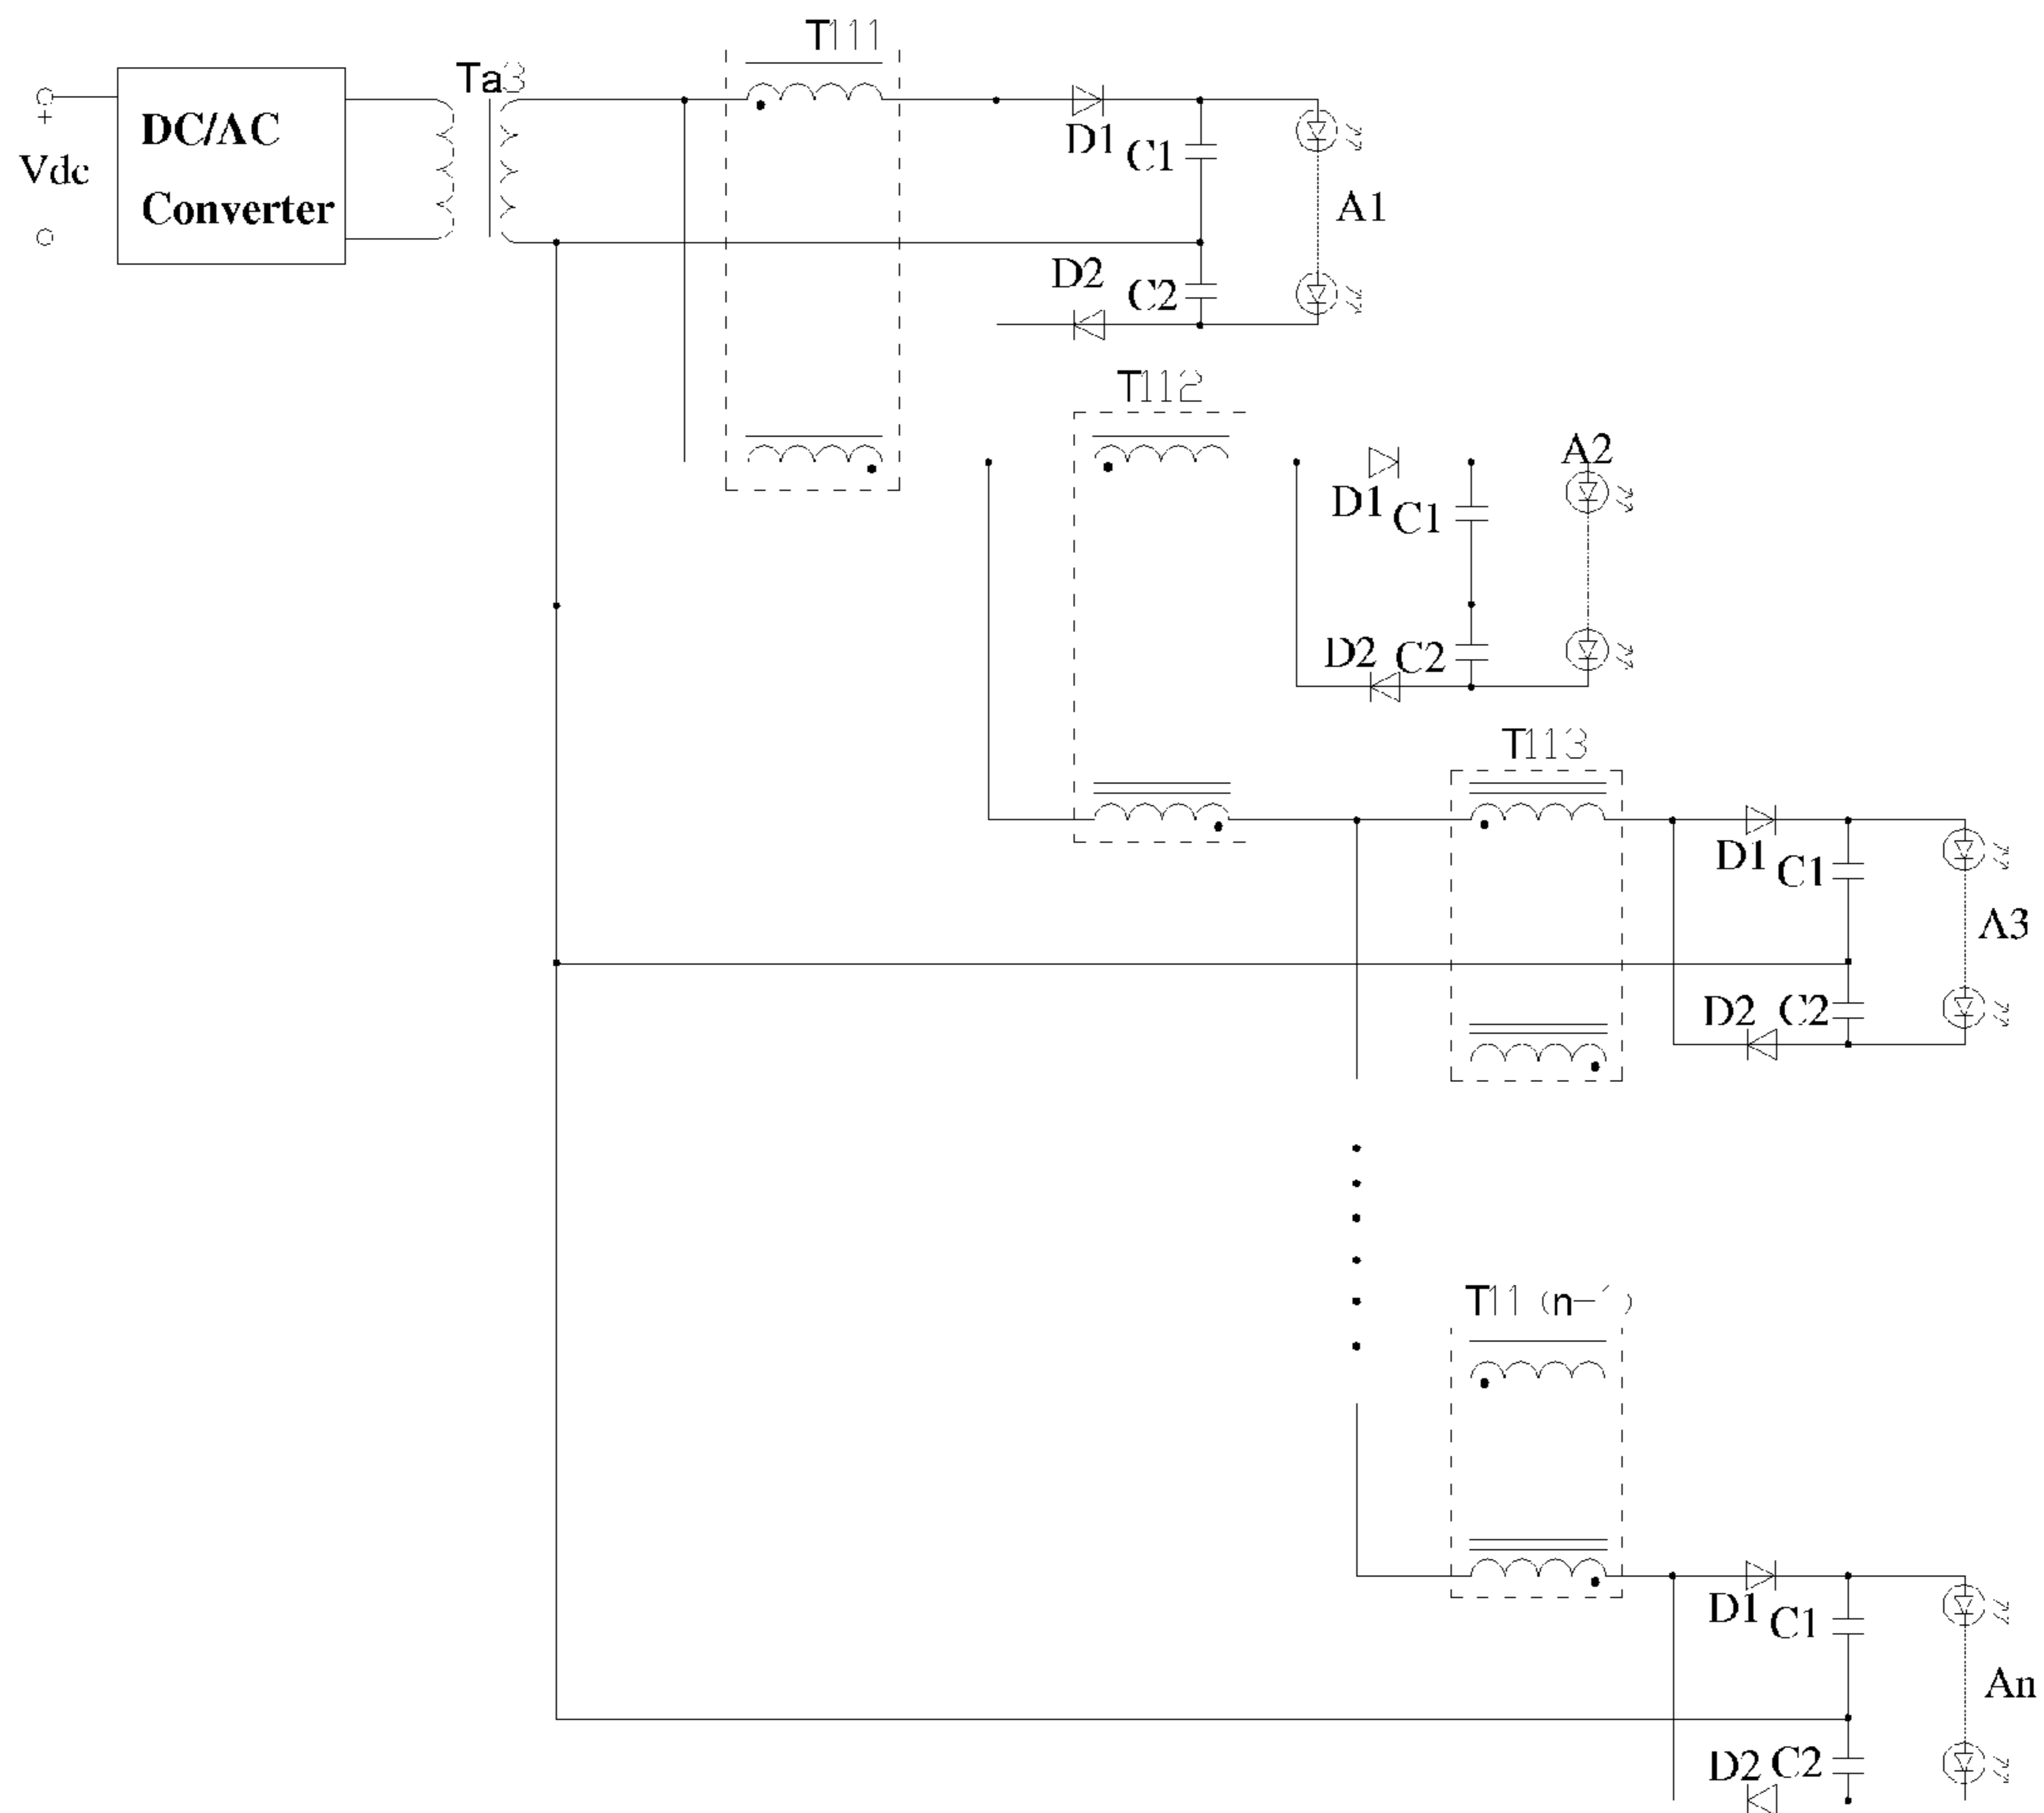 T111
Ta3
DC/AC
Converter
+
Vdc
D1
C1
A1
D2
C2
T112
A2
D1
C1
D2
C2
T113
D1
C1
A3
D2
C2
T11 (n-1)
D1
C1
An
D2
C2